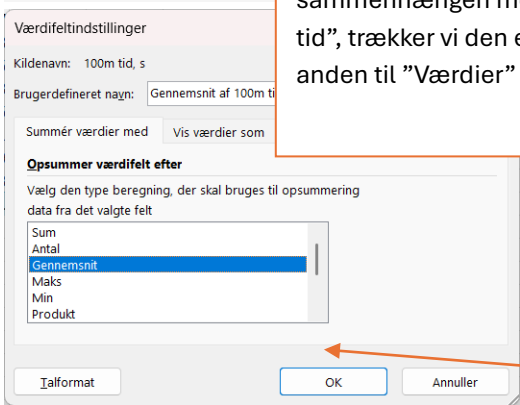 sammenhængen
tid", trækker vi den
anden til "Værdier"
Værdifeltindstillinger
Kildenavn: 100m tid, s
Brugerdefineret navn: Gennemsnit af 100m
Summér værdier med Vis værdier som
Opsummer værdifelt efter
Vælg den type beregning, der skal bruges til opsummering
data fra det valgte felt
Sum
Antal
Gennemsnit
Maks
Min
Produkt
Talformat OK Annuller